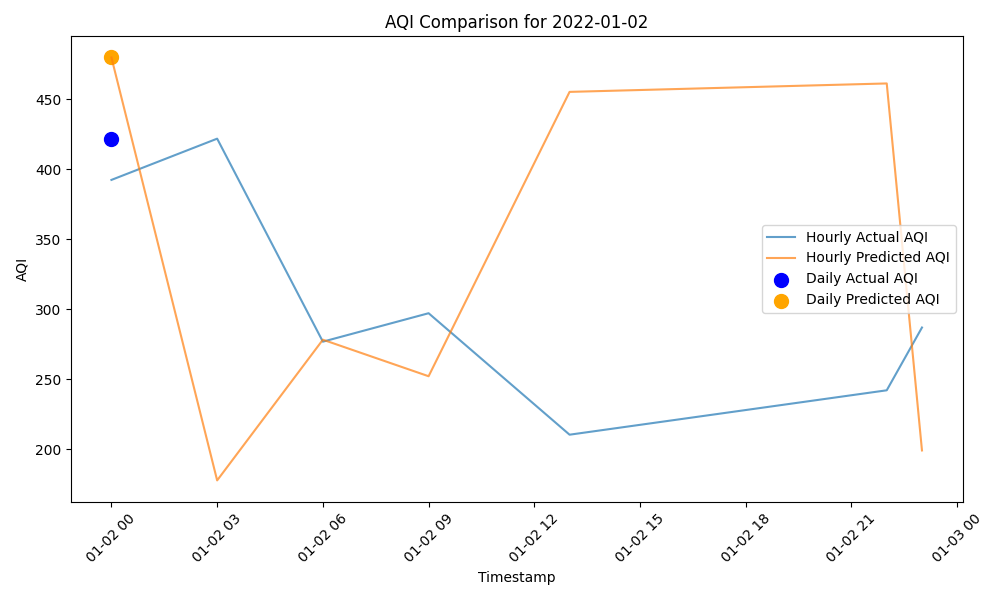 AQI Comparison for 2022-01-02
AQI
450
400
350
300
250
200
Hourly Actual AQI
Hourly Predicted AQI
Daily Actual AQI
Daily Predicted AQI
01-02 00
01-02 03
01-02 06
01-02 09
01-02 12
01-02 15
01-02 18
01-02 21
01-03 00
Timestamp